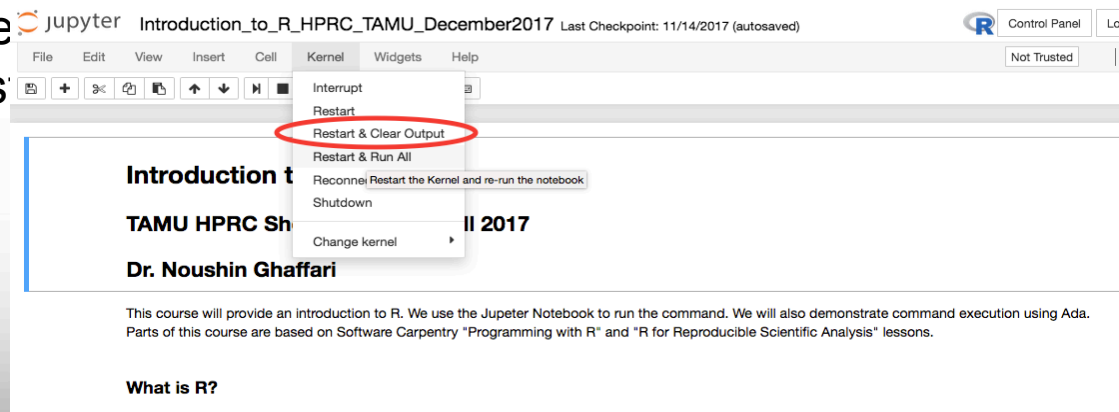 e
s
jupyter Introduction_to_R_HPRC_TAMU_December2017 Last Checkpoint: 11/14/2017 (autosaved)
R Control Panel Lo
File Edit View Insert Cell Kernel Widgets Help
Not Trusted
Interrupt
Restart
Restart & Clear Output
Restart & Run All
Reconne
Restart the Kernel and re-run the notebook
Shutdown
Change kernel
Introduction t
TAMU HPRC Sh ll 2017
Dr. Noushin Ghaffari
This course will provide an introduction to R. We use the Jupeter Notebook to run the command. We will also demonstrate command execution using Ada.
Parts of this course are based on Software Carpentry "Programming with R" and "R for Reproducible Scientific Analysis" lessons.
What is R?